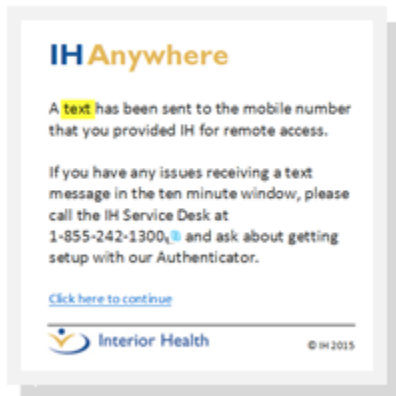 IHAnywhere
A text has been sent to the mobile number
that you provided IH for remote access.
If you have any issues receiving a text
message in the ten minute window, please
call the IH Service Desk at
1-855-242-1300, and ask about getting
setup with our Authenticator.
Click here to continue
Interior Health
© IH 2015